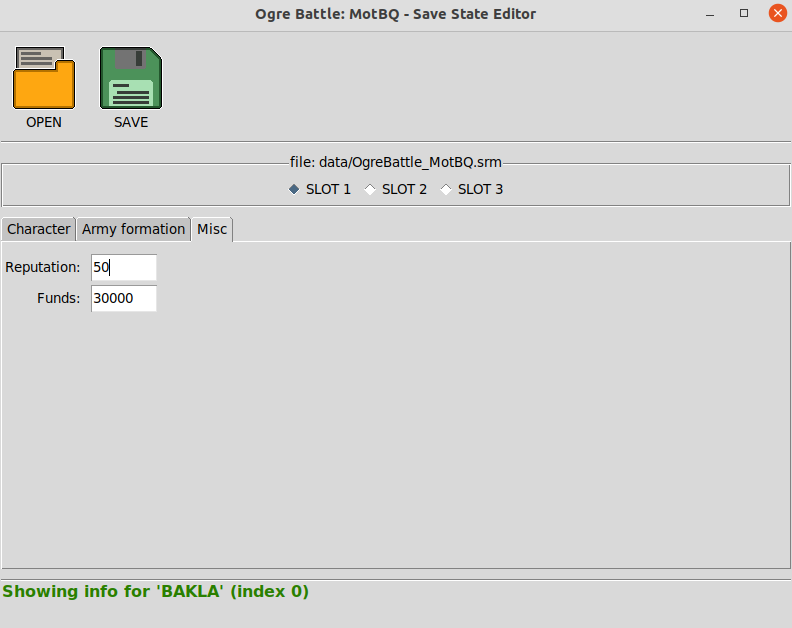 Ogre Battle: MotBQ - Save State Editor
OPEN SAVE
file: data/OgreBattle_MotBQ.srm
SLOT 1 SLOT 2 SLOT 3
Character Army formation Misc
Reputation: 50
Funds: 30000
Showing info for 'BAKLA' (index 0)